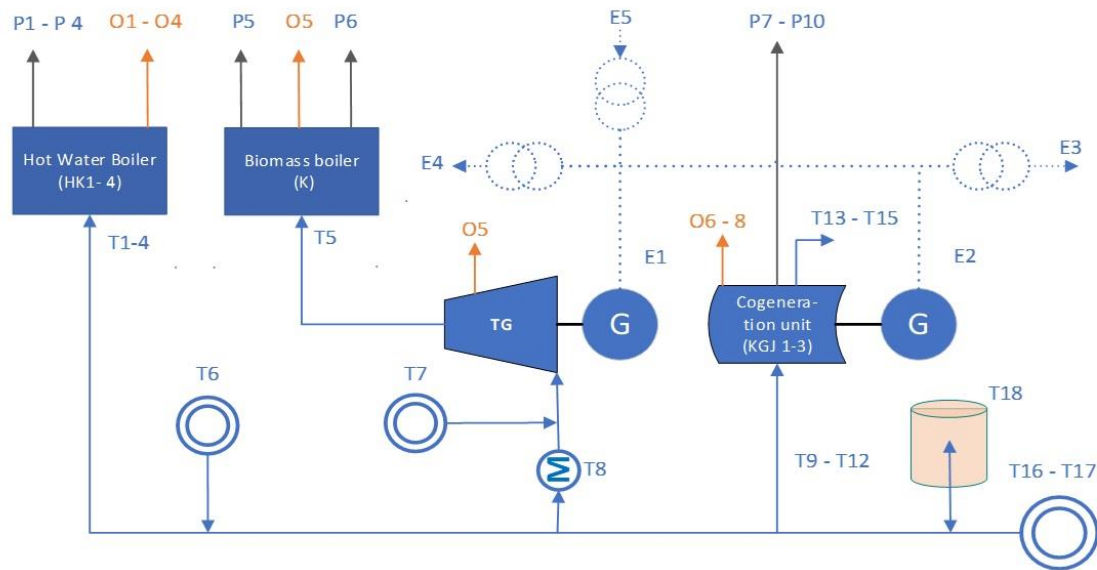 P1 - P 4
O1 - O4
P5
O5
P6
E5
P7 - P10
Hot Water Boiler
(HK1- 4)
Biomass boiler
(K)
E4
E3
T1-4
T5
O5
E1
O6 - 8
T13 - T15
E2
TG
G
Cogenera-
tion unit
(KGJ 1-3)
G
T6
T7
T18
M
T8
T9 - T12
T16 - T17